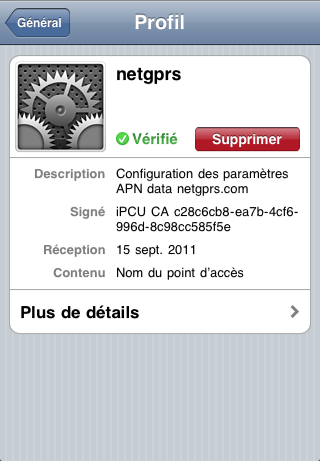 Général
Profil
netgprs
Vérifié
Supprimer
Description Configuration des paramètres
APN data netgprs.com
Signé iPCU CA c28c6cb8-ea7b-4cf6-
996d-8c98cc585f5e
Réception 15 sept. 2011
Contenu Nom du point d'accès
Plus de détails